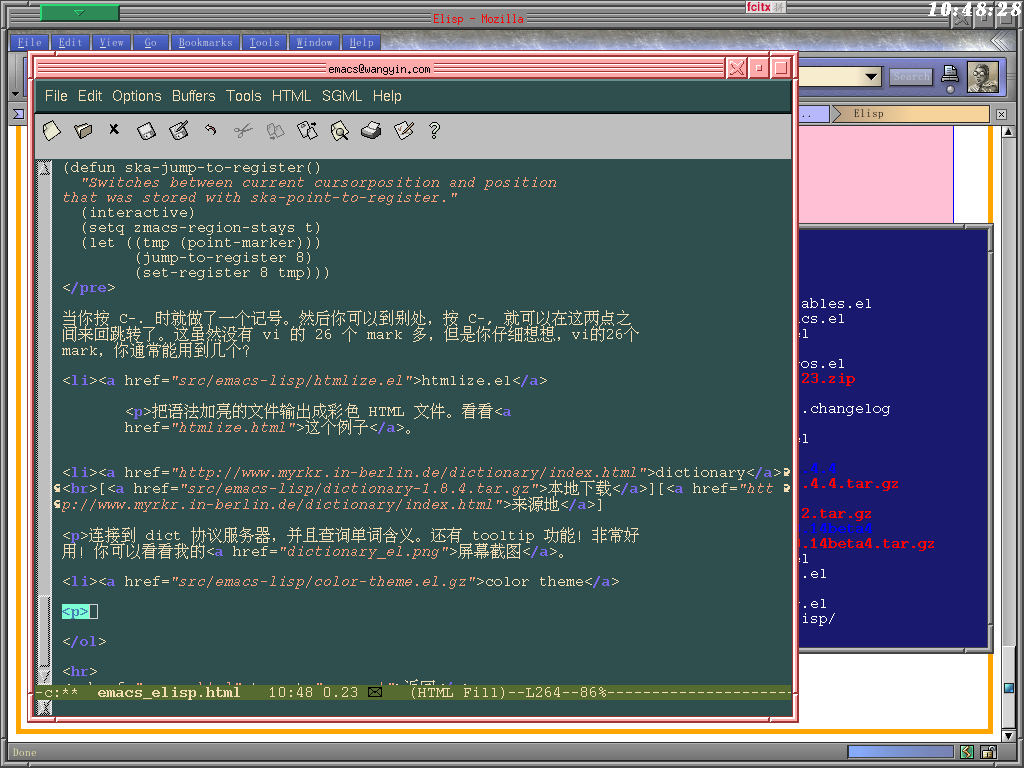 fcitx 拼
10:48:28
Elisp - Mozilla
File Edit View Go Bookmarks Tools Window Help
Search
emacs@wangyin.com
File Edit Options Buffers Tools HTML SGML Help
.. Elisp
(defun ska-jump-to-register()
"Switches between current cursorposition and position
that was stored with ska-point-to-register."
(interactive)
(setq zmacs-region-stays t)
(let ((tmp (point-marker)))
(jump-to-register 8)
(set-register 8 tmp)))
</pre>
当你按 C-. 时就做了一个记号。然后你可以到别处，按 C-, 就可以在这两点之
间来回跳转了。这虽然没有 vi 的 26 个 mark 多，但是你仔细想想，vi的26个
mark，你通常能用到几个？
<li><a href="src/emacs-lisp/htmlize.el">htmlize.el</a>
<p>把语法加亮的文件输出成彩色 HTML 文件。看看<a
href="htmlize.html">这个例子</a>。
<li><a href="http://www.myrkr.in-berlin.de/dictionary/index.html">dictionary</a>
<br>[<a href="src/emacs-lisp/dictionary-1.8.4.tar.gz">本地下载</a>][<a href="htt
p://www.myrkr.in-berlin.de/dictionary/index.html">来源地</a>]
<p>连接到 dict 协议服务器，并且查询单词含义。还有 tooltip 功能！非常好
用！你可以看看我的<a href="dictionary_el.png">屏幕截图</a>。
<li><a href="src/emacs-lisp/color-theme.el.gz">color theme</a>
<p>
</ol>
<hr>
-c:** emacs_elisp.html 10:48 0.23 (HTML Fill)--L264--86%
ables.el
cs.el
el
os.el
23.zip
.changelog
el
.4.4
.4.4.tar.gz
2.tar.gz
.14beta4
.14beta4.tar.gz
el
.el
.el
isp/
Done